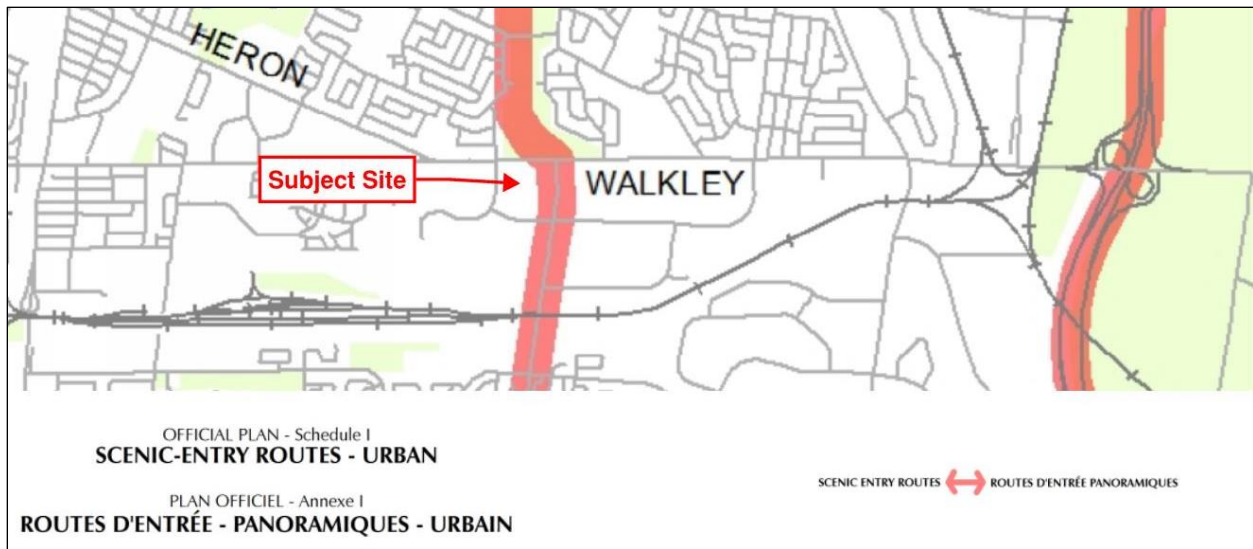 HERON
Subject Site
WALKLEY
OFFICIAL PLAN - Schedule I
SCENIC-ENTRY ROUTES - URBAN
PLAN OFFICIEL - Annexe I
ROUTES D'ENTRÉE - PANORAMIQUES - URBAIN
SCENIC ENTRY ROUTES ROUTES D'ENTRÉE PANORAMIQUES